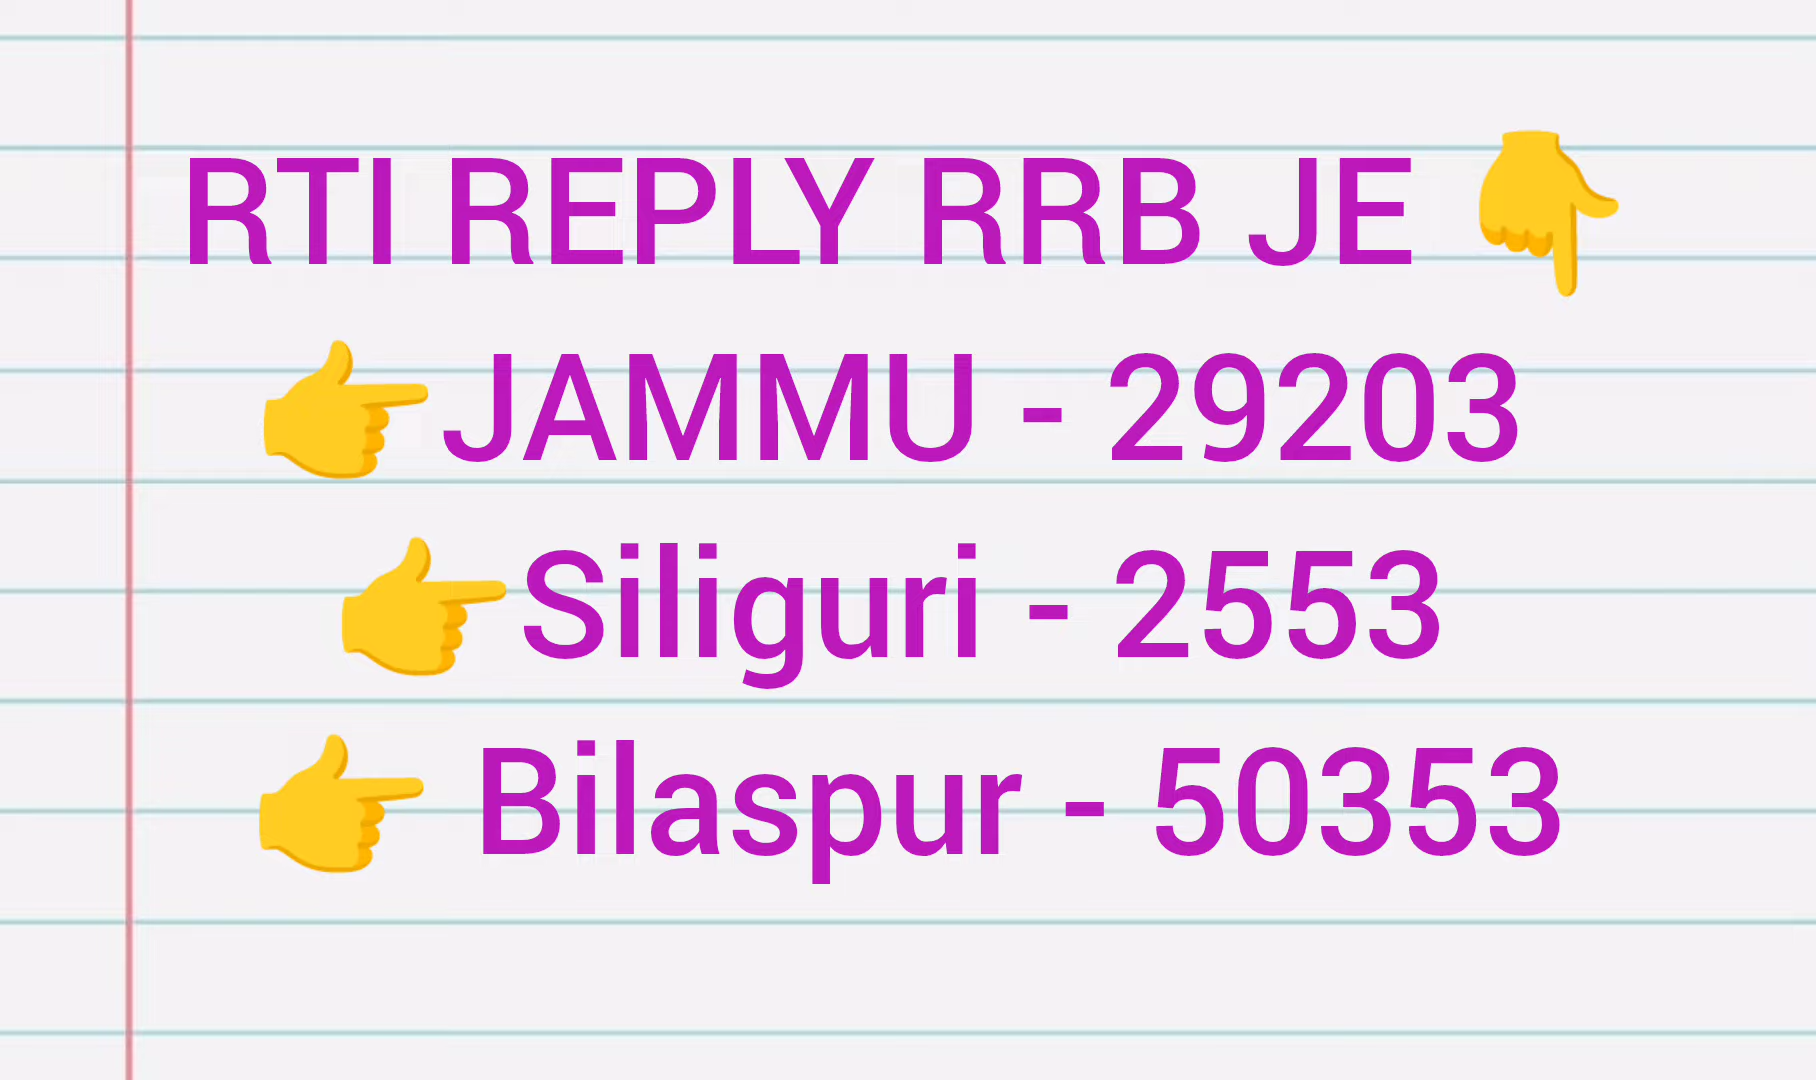 RTI REPLY RRB JE 👇
👉JAMMU - 29203
👉Siliguri - 2553
👉 Bilaspur - 50353